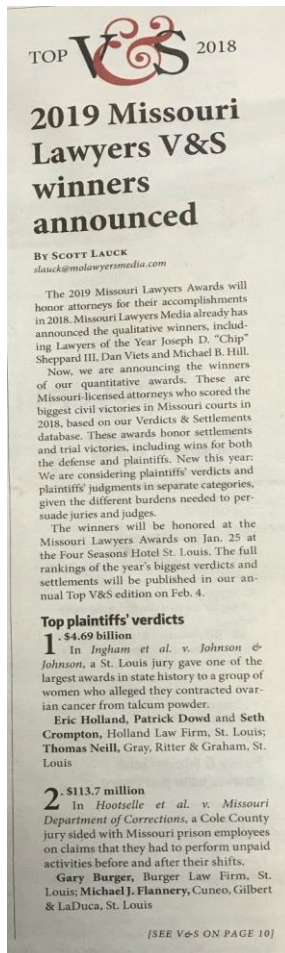 TOP V&S 2018
2019 Missouri
Lawyers V&S
winners
announced
BY SCOTT LAUCK
slauck@molawyersmedia.com
The 2019 Missouri Lawyers Awards will
honor attorneys for their accomplishments
in 2018. Missouri Lawyers Media already has
announced the qualitative winners, includ-
ing Lawyers of the Year Joseph D. “Chip”
Sheppard III, Dan Viets and Michael B. Hill.
Now, we are announcing the winners
of our quantitative awards. These are
Missouri-licensed attorneys who scored the
biggest civil victories in Missouri courts in
2018, based on our Verdicts & Settlements
database. These awards honor settlements
and trial victories, including wins for both
the defense and plaintiffs. New this year:
We are considering plaintiffs’ verdicts and
plaintiffs’ judgments in separate categories,
given the different burdens needed to per-
suade juries and judges.
The winners will be honored at the
Missouri Lawyers Awards on Jan. 25 at
the Four Seasons Hotel St. Louis. The full
rankings of the year’s biggest verdicts and
settlements will be published in our an-
nual Top V&S edition on Feb. 4.
Top plaintiffs’ verdicts
1. $4.69 billion
In Ingham et al. v. Johnson &
Johnson, a St. Louis jury gave one of the
largest awards in state history to a group of
women who alleged they contracted ovar-
ian cancer from talcum powder.
Eric Holland, Patrick Dowd and Seth
Crompton, Holland Law Firm, St. Louis;
Thomas Neill, Gray, Ritter & Graham, St.
Louis
2. $113.7 million
In Hootselle et al. v. Missouri
Department of Corrections, a Cole County
jury sided with Missouri prison employees
on claims that they had to perform unpaid
activities before and after their shifts.
Gary Burger, Burger Law Firm, St.
Louis; Michael J. Flannery, Cuneo, Gilbert
& LaDuca, St. Louis
[SEE V&S ON PAGE 10]